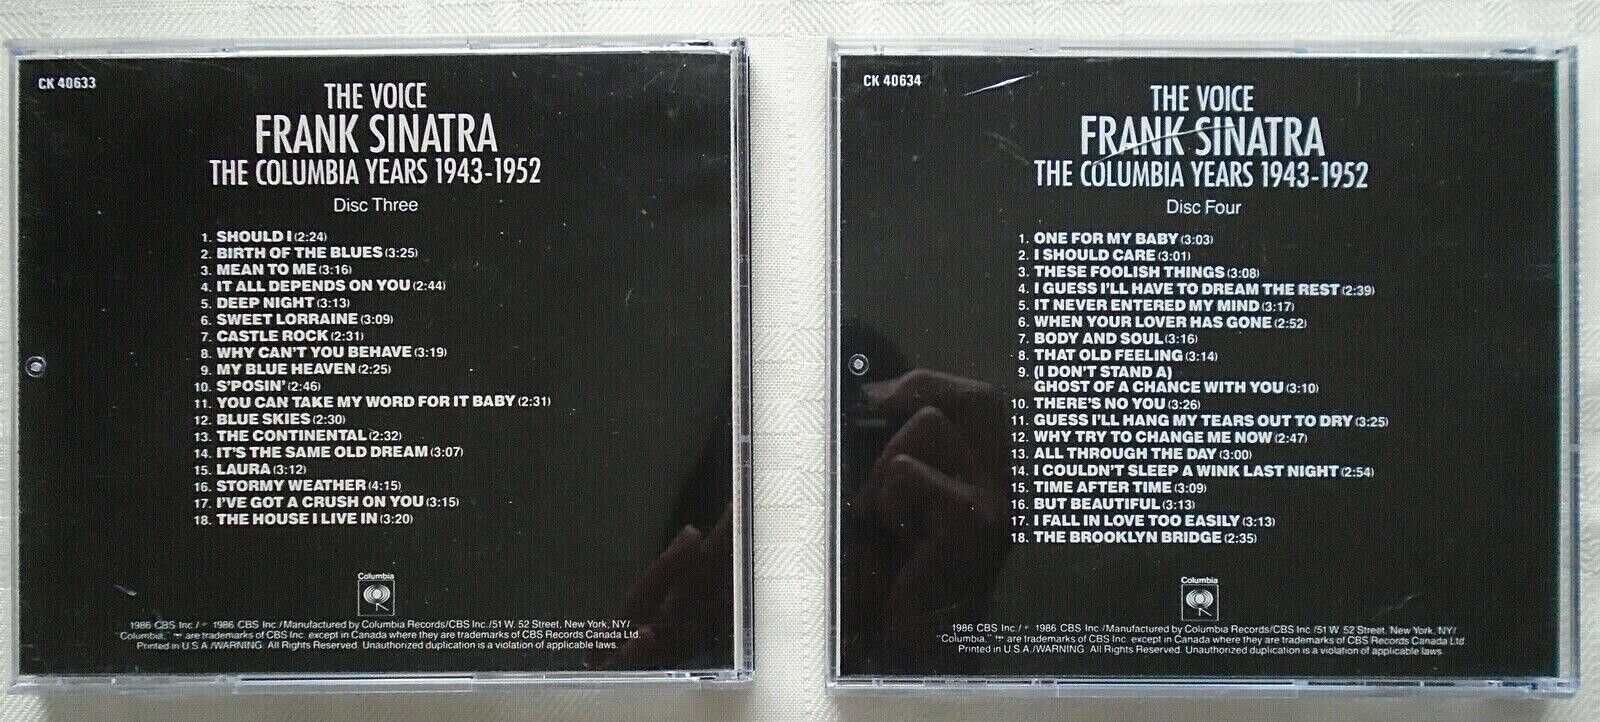 CK 40633
THE VOICE
FRANK SINATRA
THE COLUMBIA YEARS 1943-1952
Disc Three
1. SHOULD I (2:24)
2. BIRTH OF THE BLUES (3:25)
3. MEAN TO ME (3:16)
4. IT ALL DEPENDS ON YOU (2:44)
5. DEEP NIGHT (3:13)
6. SWEET LORRAINE (3:09)
7. CASTLE ROCK (2:31)
8. WHY CAN'T YOU BEHAVE (3:19)
9. MY BLUE HEAVEN (2:25)
10. S'POSIN' (2:46)
11. YOU CAN TAKE MY WORD FOR IT BABY (2:31)
12. BLUE SKIES (2:30)
13. THE CONTINENTAL (2:32)
14. IT'S THE SAME OLD DREAM (3:07)
15. LAURA (3:12)
16. STORMY WEATHER (4:15)
17. I'VE GOT A CRUSH ON YOU (3:15)
18. THE HOUSE I LIVE IN (3:20)
Columbia
1986 CBS Inc./ 1986 CBS Inc./Manufactured by Columbia Records/CBS Inc./51 W. 52 Street, New York, NY/
"Columbia," are trademarks of CBS Inc. except in Canada where they are trademarks of CBS Records Canada Ltd.
Printed in U.S.A./WARNING: All Rights Reserved. Unauthorized duplication is a violation of applicable laws.
CK 40634
THE VOICE
FRANK SINATRA
THE COLUMBIA YEARS 1943-1952
Disc Four
1. ONE FOR MY BABY (3:03)
2. I SHOULD CARE (3:01)
3. THESE FOOLISH THINGS (3:08)
4. I GUESS I'LL HAVE TO DREAM THE REST (2:39)
5. IT NEVER ENTERED MY MIND (3:17)
6. WHEN YOUR LOVER HAS GONE (2:52)
7. BODY AND SOUL (3:16)
8. THAT OLD FEELING (3:14)
9. (I DON'T STAND A)
GHOST OF A CHANCE WITH YOU (3:10)
10. THERE'S NO YOU (3:26)
11. GUESS I'LL HANG MY TEARS OUT TO DRY (3:25)
12. WHY TRY TO CHANGE ME NOW (2:47)
13. ALL THROUGH THE DAY (3:00)
14. I COULDN'T SLEEP A WINK LAST NIGHT (2:54)
15. TIME AFTER TIME (3:09)
16. BUT BEAUTIFUL (3:13)
17. I FALL IN LOVE TOO EASILY (3:13)
18. THE BROOKLYN BRIDGE (2:35)
Columbia
1986 CBS Inc./ 1986 CBS Inc./Manufactured by Columbia Records/CBS Inc./51 W. 52 Street, New York, NY/
"Columbia," are trademarks of CBS Inc. except in Canada where they are trademarks of CBS Records Canada Ltd.
Printed in U.S.A./WARNING: All Rights Reserved. Unauthorized duplication is a violation of applicable laws.